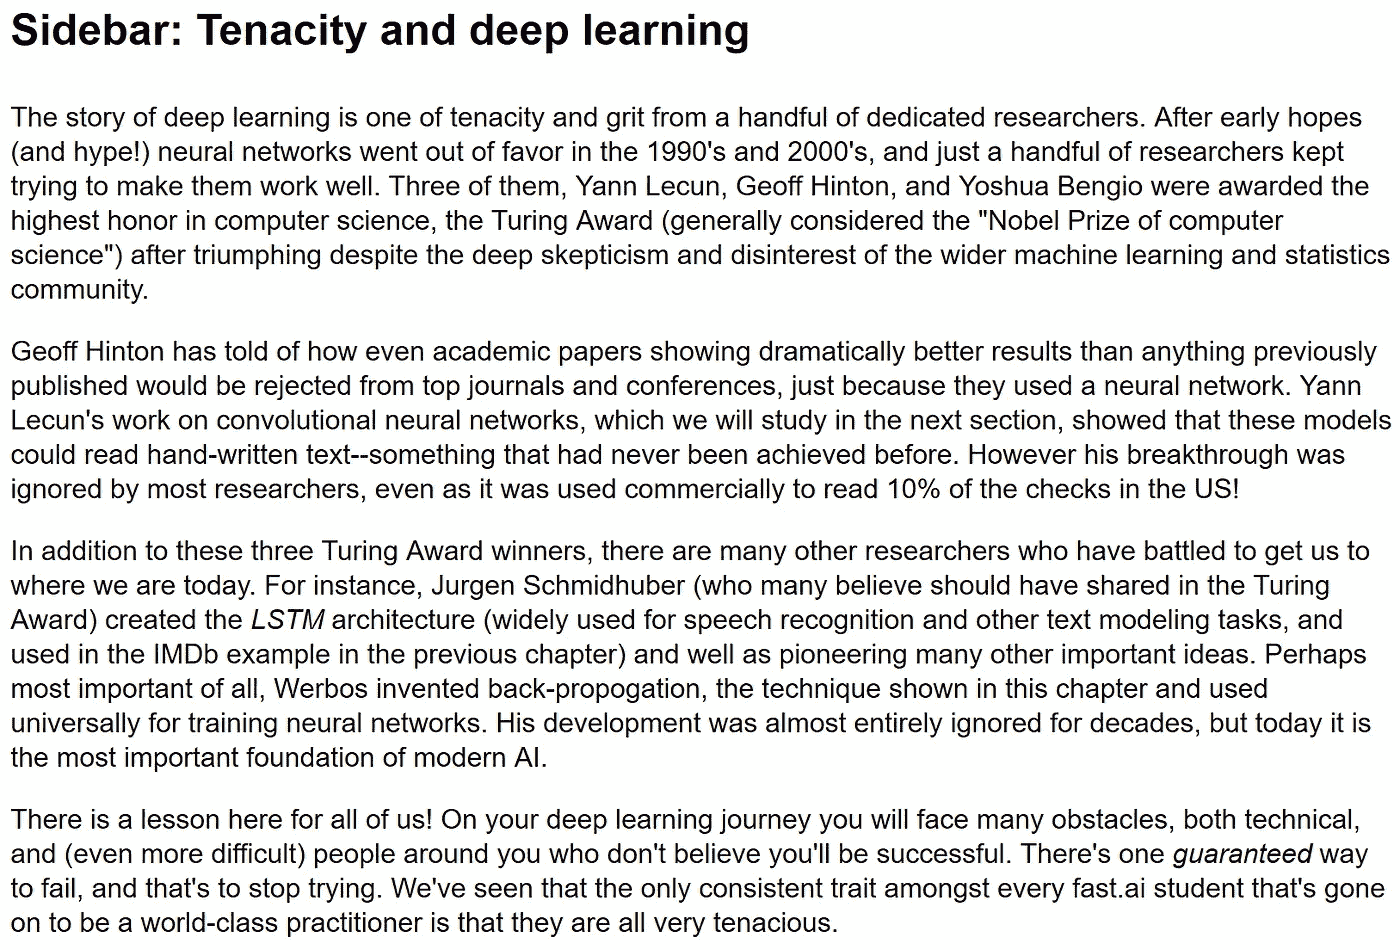 Sidebar: Tenacity and deep learning
The story of deep learning is one of tenacity and grit from a handful of dedicated researchers. After early hopes
(and hype!) neural networks went out of favor in the 1990's and 2000's, and just a handful of researchers kept
trying to make them work well. Three of them, Yann Lecun, Geoff Hinton, and Yoshua Bengio were awarded the
highest honor in computer science, the Turing Award (generally considered the "Nobel Prize of computer
science") after triumphing despite the deep skepticism and disinterest of the wider machine learning and statistics
community.
Geoff Hinton has told of how even academic papers showing dramatically better results than anything previously
published would be rejected from top journals and conferences, just because they used a neural network. Yann
Lecun's work on convolutional neural networks, which we will study in the next section, showed that these models
could read hand-written text--something that had never been achieved before. However his breakthrough was
ignored by most researchers, even as it was used commercially to read 10% of the checks in the US!
In addition to these three Turing Award winners, there are many other researchers who have battled to get us to
where we are today. For instance, Jurgen Schmidhuber (who many believe should have shared in the Turing
Award) created the LSTM architecture (widely used for speech recognition and other text modeling tasks, and
used in the IMDb example in the previous chapter) and well as pioneering many other important ideas. Perhaps
most important of all, Werbos invented back-propogation, the technique shown in this chapter and used
universally for training neural networks. His development was almost entirely ignored for decades, but today it is
the most important foundation of modern AI.
There is a lesson here for all of us! On your deep learning journey you will face many obstacles, both technical,
and (even more difficult) people around you who don't believe you'll be successful. There's one guaranteed way
to fail, and that's to stop trying. We've seen that the only consistent trait amongst every fast.ai student that's gone
on to be a world-class practitioner is that they are all very tenacious.